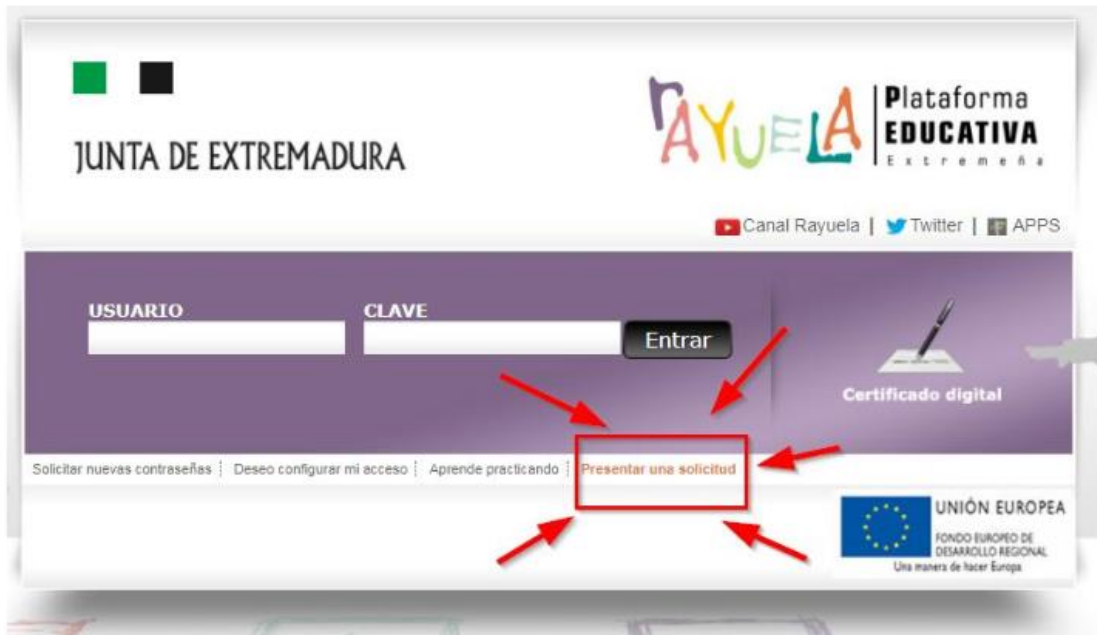 JUNTA DE EXTREMADURA
RAYUELA
Plataforma
EDUCATIVA
Extremeña
Canal Rayuela | Twitter | APPS
USUARIO
CLAVE
Entrar
Certificado digital
Solicitar nuevas contraseñas | Deseo configurar mi acceso | Aprende practicando | Presentar una solicitud
UNIÓN EUROPEA
FONDO EUROPEO DE
DESARROLLO REGIONAL
Una manera de hacer Europa